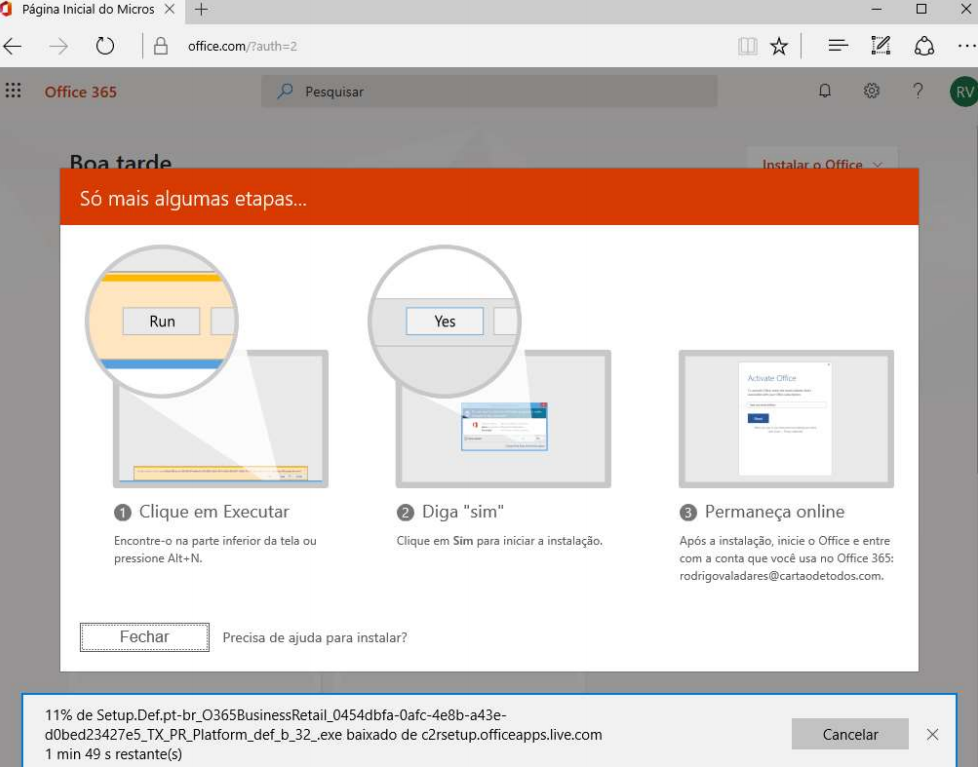 Página Inicial do Micros
office.com/?auth=2
Office 365
Pesquisar
?
RV
Boa tarde
Instalar o Office
Só mais algumas etapas...
Run
Yes
Activate Office
1 Clique em Executar
Encontre-o na parte inferior da tela ou
pressione Alt+N.
2 Diga "sim"
Clique em Sim para iniciar a instalação.
3 Permaneça online
Após a instalação, inicie o Office e entre
com a conta que você usa no Office 365:
rodrigovaladares@cartaodetodos.com.
Fechar
Precisa de ajuda para instalar?
11% de Setup.Def.pt-br_O365BusinessRetail_0454dbfa-0afc-4e8b-a43e-
d0bed23427e5_TX_PR_Platform_def_b_32_.exe baixado de c2rsetup.officeapps.live.com
1 min 49 s restante(s)
Cancelar